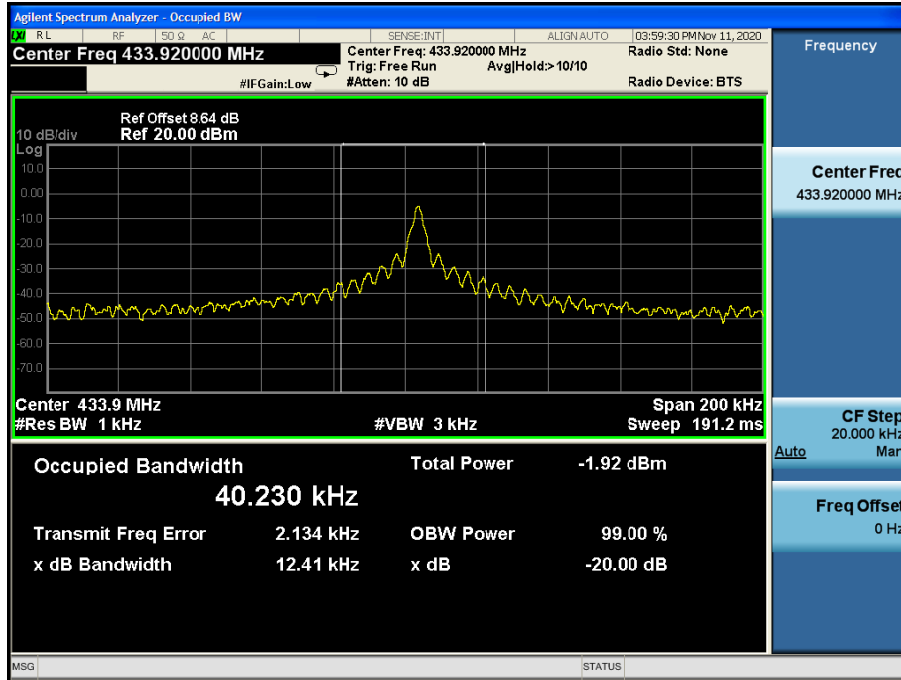 Agilent Spectrum Analyzer - Occupied BW
LXI RL RF 50 Ω AC SENSE:INT ALIGN AUTO 03:59:30 PM Nov 11, 2020
Center Freq 433.920000 MHz
Center Freq: 433.920000 MHz Radio Std: None
Trig: Free Run Avg|Hold:>10/10
#IFGain:Low #Atten: 10 dB Radio Device: BTS
Ref Offset 8.64 dB
10 dB/div Ref 20.00 dBm
Log
10.0
0.00
-10.0
-20.0
-30.0
-40.0
-50.0
-60.0
-70.0
Center 433.9 MHz Span 200 kHz
#Res BW 1 kHz #VBW 3 kHz Sweep 191.2 ms
Occupied Bandwidth Total Power -1.92 dBm
40.230 kHz
Transmit Freq Error 2.134 kHz OBW Power 99.00 %
x dB Bandwidth 12.41 kHz x dB -20.00 dB
MSG STATUS
Frequency
Center Freq
433.920000 MHz
CF Step
20.000 kHz
Auto Man
Freq Offset
0 Hz